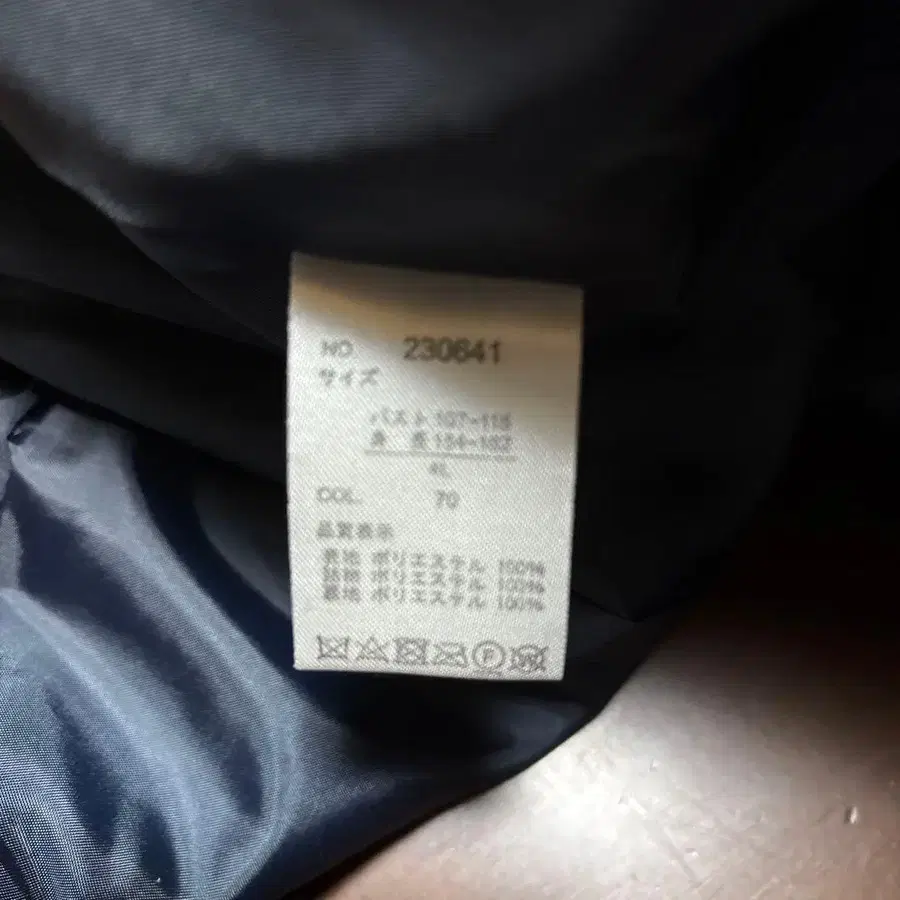 NO 230641
サイズ
バスト 107-115
身 長 154-162
4L
COL. 70
品質表示
表地 ポリエステル 100%
ポリエステル 100%
裏地 ポリエステル 100%
P